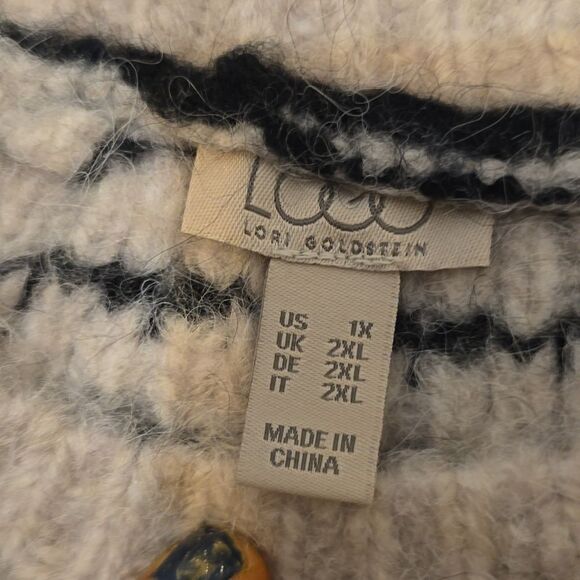 LOGO
LORI GOLDSTEIN
US 1X
UK 2XL
DE 2XL
IT 2XL
MADE IN
CHINA